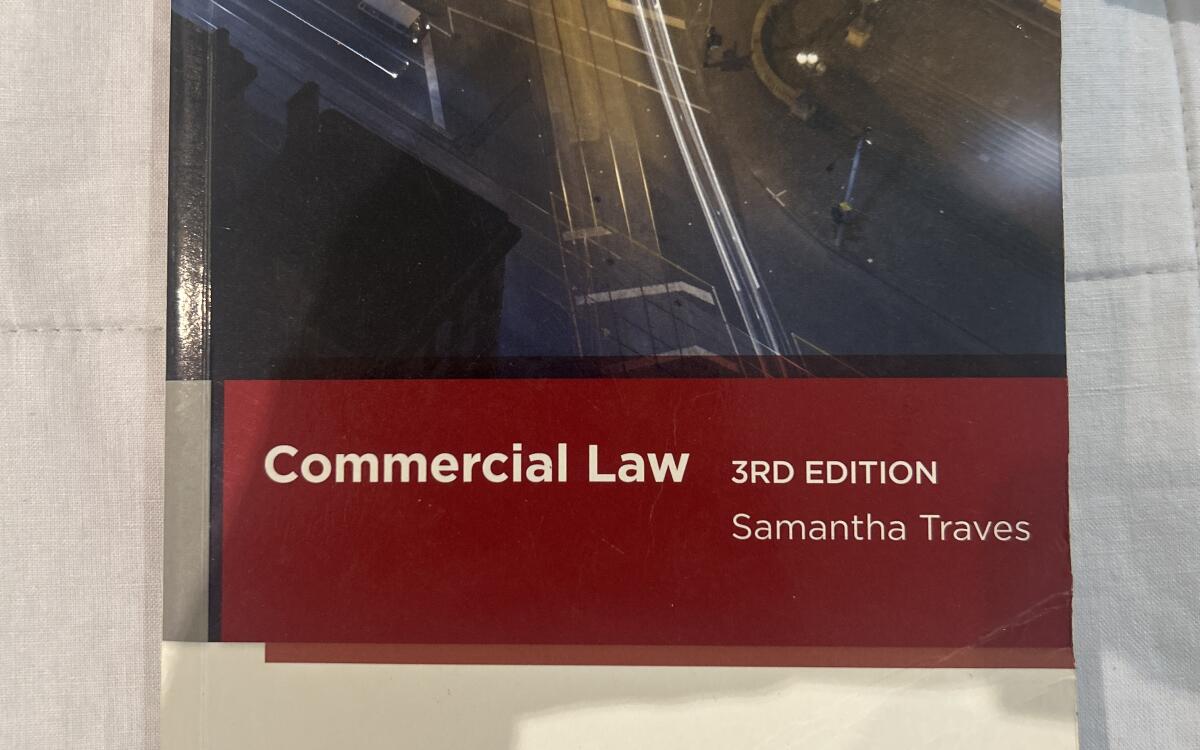 Commercial Law 3RD EDITION
Samantha Traves